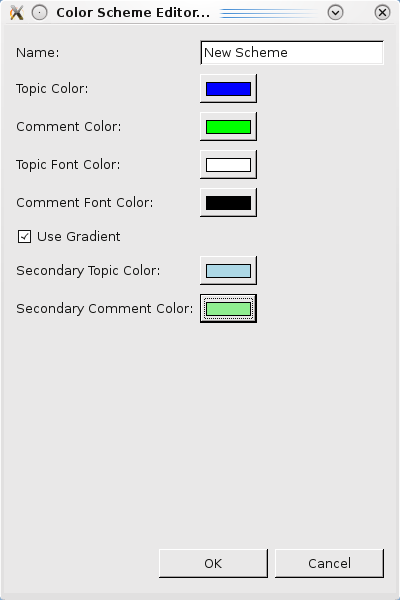 Color Scheme Editor...
Name: New Scheme
Topic Color:
Comment Color:
Topic Font Color:
Comment Font Color:
Use Gradient
Secondary Topic Color:
Secondary Comment Color:
OK Cancel